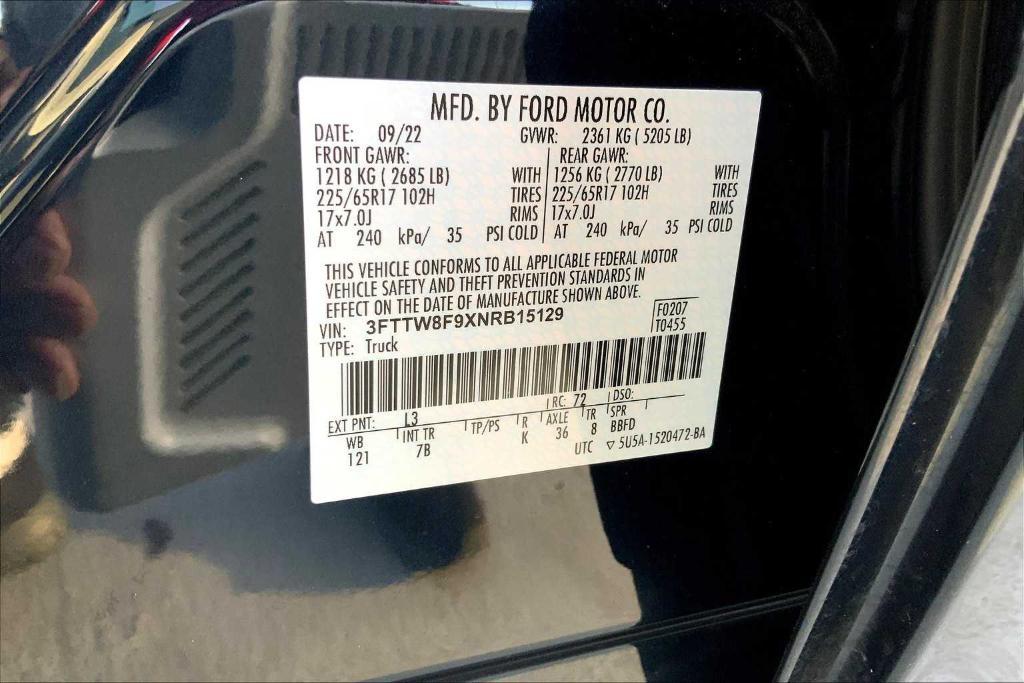 MFD. BY FORD MOTOR CO.
DATE: 09/22 GVWR: 2361 KG ( 5205 LB)
FRONT GAWR: REAR GAWR:
1218 KG ( 2685 LB) WITH 1256 KG ( 2770 LB) WITH
225/65R17 102H TIRES 225/65R17 102H TIRES
17x7.0J RIMS 17x7.0J RIMS
AT 240 kPa/ 35 PSI COLD AT 240 kPa/ 35 PSI COLD
THIS VEHICLE CONFORMS TO ALL APPLICABLE FEDERAL MOTOR
VEHICLE SAFETY AND THEFT PREVENTION STANDARDS IN
EFFECT ON THE DATE OF MANUFACTURE SHOWN ABOVE.
VIN: 3FTTW8F9XNRB15129 F0207
TYPE: Truck T0455
EXT PNT: L3 RC: 72 DSO:
WB INT TR TP/PS R AXLE TR SPR
121 7B K 36 8 BBFD
UTC ▽ 5U5A-1520472-BA